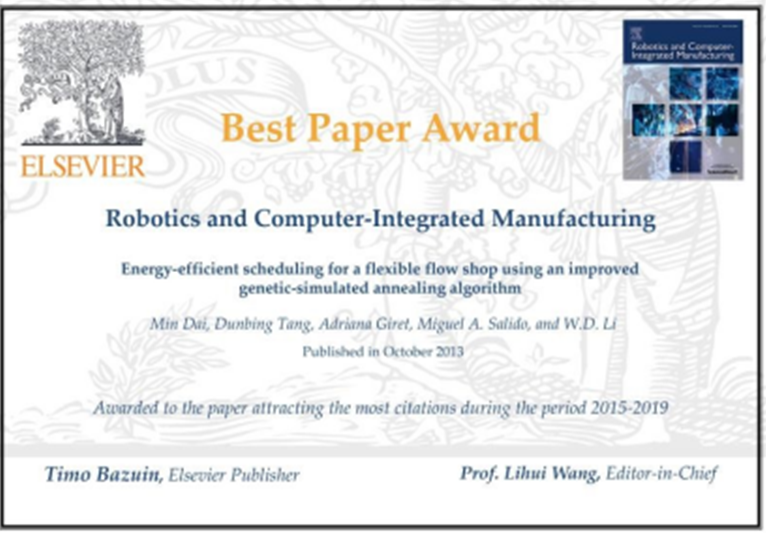 ELSEVIER
Robotics and Computer-
Integrated Manufacturing
Best Paper Award
Robotics and Computer-Integrated Manufacturing
Energy-efficient scheduling for a flexible flow shop using an improved
genetic-simulated annealing algorithm
Min Dai, Dunbing Tang, Adriana Giret, Miguel A. Salido, and W.D. Li
Published in October 2013
Awarded to the paper attracting the most citations during the period 2015-2019
Timo Bazuin, Elsevier Publisher
Prof. Lihui Wang, Editor-in-Chief